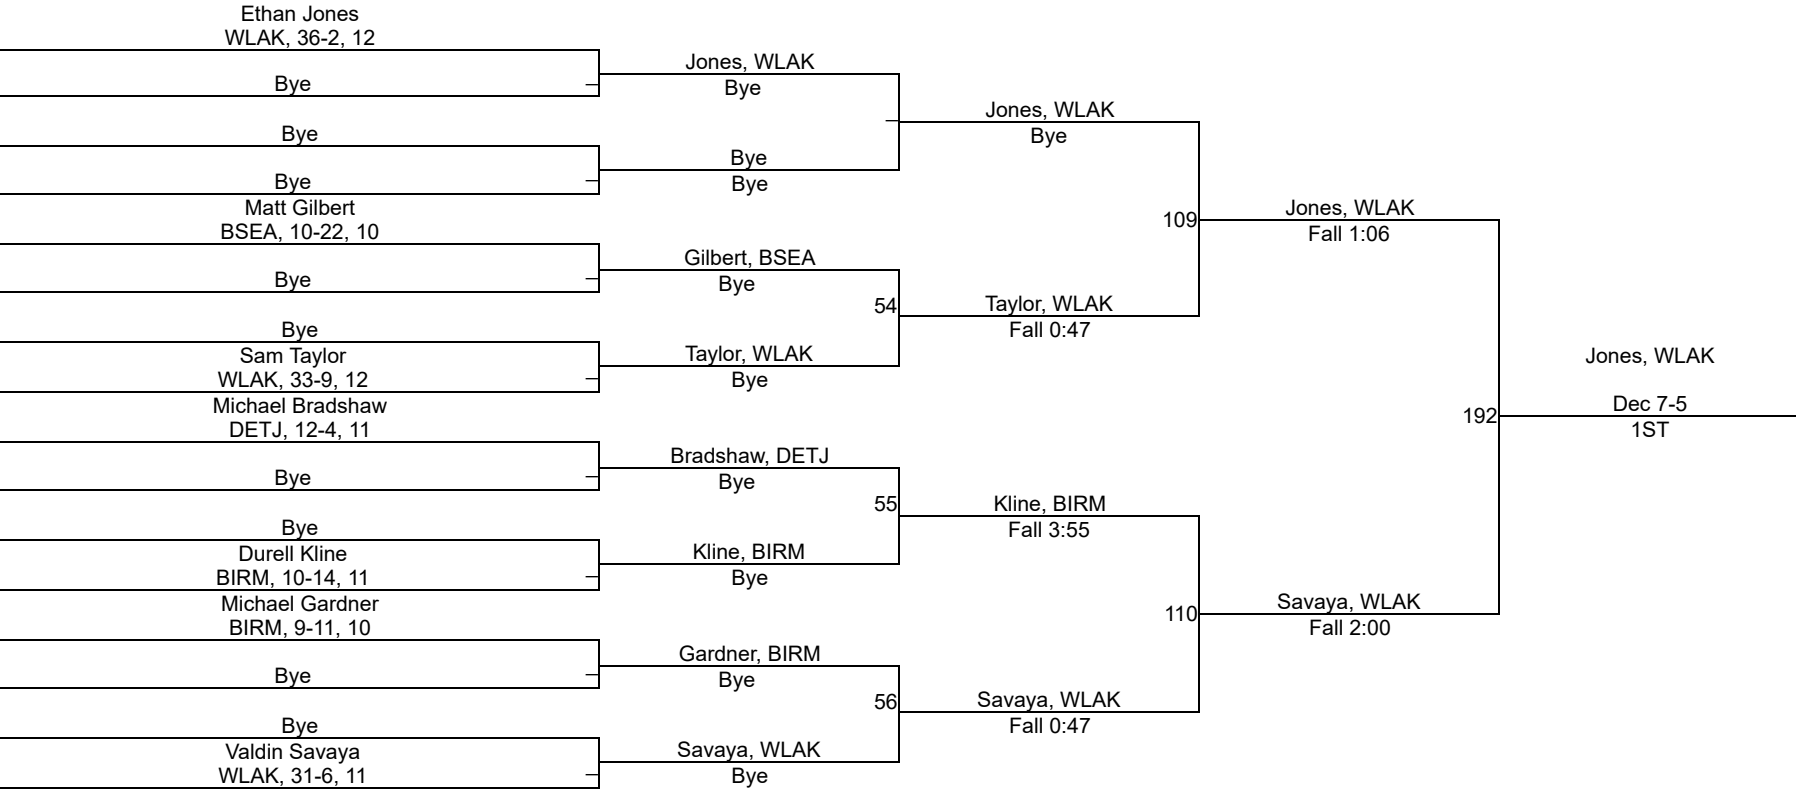 Ethan Jones
WLAK, 36-2, 12
Bye
Bye
Bye
Matt Gilbert
BSEA, 10-22, 10
Bye
Bye
Sam Taylor
WLAK, 33-9, 12
Michael Bradshaw
DETJ, 12-4, 11
Bye
Bye
Durell Kline
BIRM, 10-14, 11
Michael Gardner
BIRM, 9-11, 10
Bye
Bye
Valdin Savaya
WLAK, 31-6, 11
Jones, WLAK
Bye
Bye
Bye
Gilbert, BSEA
Bye
54
Taylor, WLAK
Bye
Bradshaw, DETJ
Bye
55
Kline, BIRM
Bye
Gardner, BIRM
Bye
56
Savaya, WLAK
Bye
Jones, WLAK
Bye
109
Taylor, WLAK
Fall 0:47
Kline, BIRM
Fall 3:55
110
Savaya, WLAK
Fall 0:47
Jones, WLAK
Fall 1:06
192
Savaya, WLAK
Fall 2:00
Jones, WLAK
Dec 7-5
1ST